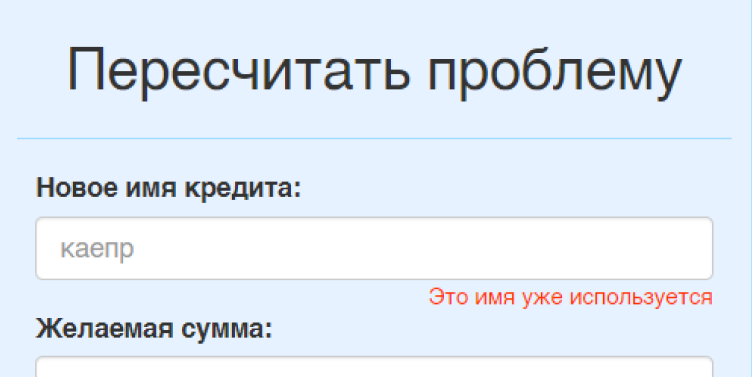 Пересчитать проблему
Новое имя кредита:
каепр
Это имя уже используется
Желаемая сумма: